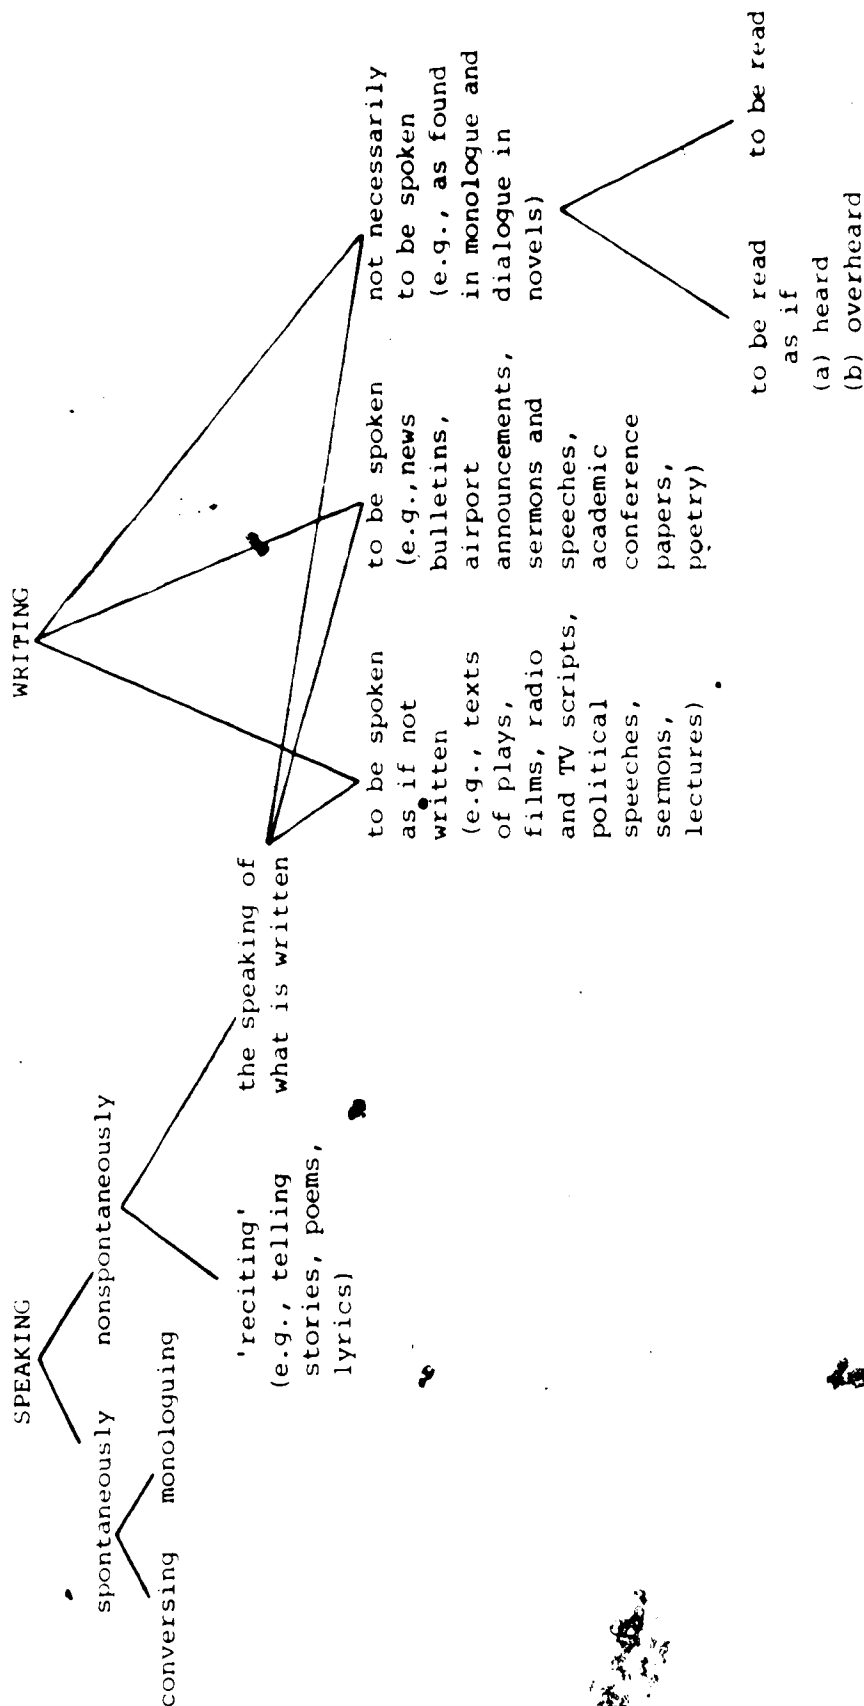 SPEAKING
spontaneously
nonspontaneously
conversing
monologuing
'reciting'
(e.g., telling
stories, poems,
lyrics)
the speaking of
what is written
WRITING
to be spoken
as if not
written
(e.g., texts
of plays,
films, radio
and TV scripts,
political
speeches,
sermons,
lectures)
to be spoken
(e.g.,news
bulletins,
airport
announcements,
sermons and
speeches,
academic
conference
papers,
poetry)
not necessarily
to be spoken
(e.g., as found
in monologue and
dialogue in
novels)
to be read
as if
(a) heard
(b) overheard
to be read